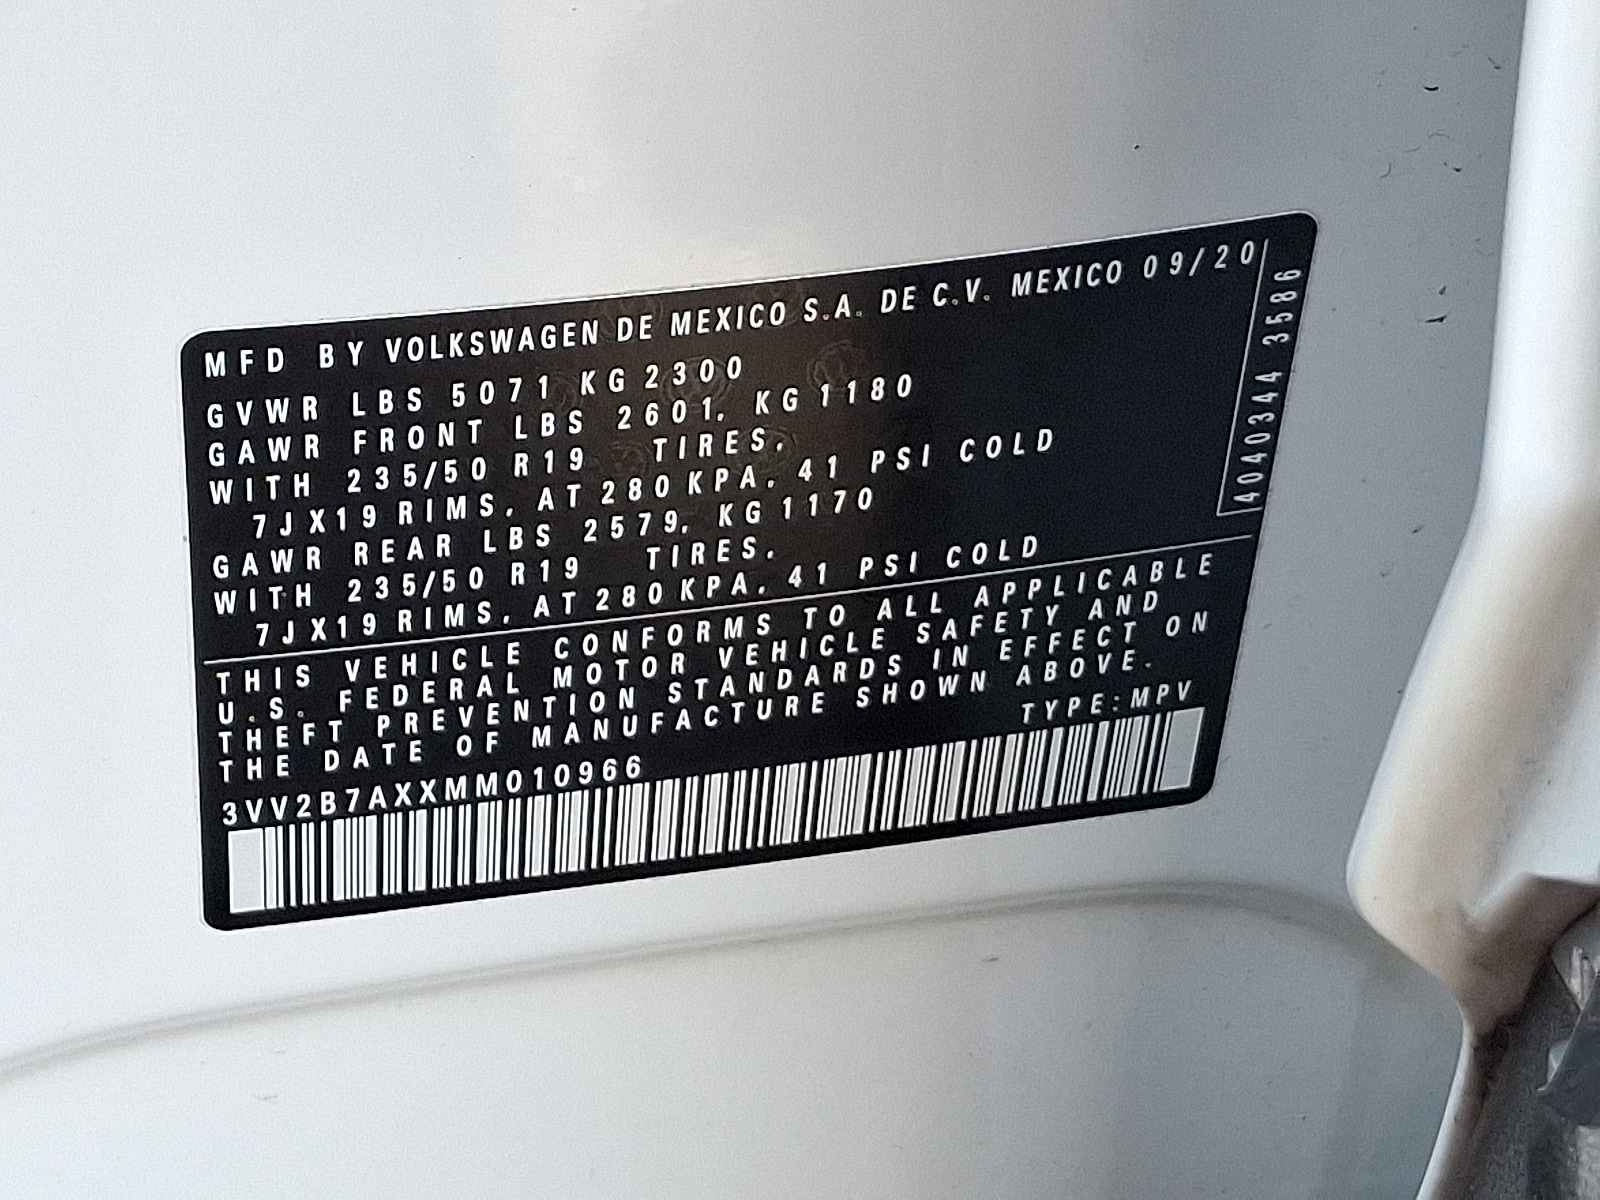 MFD BY VOLKSWAGEN DE MEXICO S.A. DE C.V. MEXICO 09/20
GVWR LBS 5071 KG 2300
GAWR FRONT LBS 2601, KG 1180
WITH 235/50 R19 TIRES,
7JX19 RIMS, AT 280 KPA, 41 PSI COLD
GAWR REAR LBS 2579, KG 1170
WITH 235/50 R19 TIRES,
7JX19 RIMS, AT 280 KPA, 41 PSI COLD
THIS VEHICLE CONFORMS TO ALL APPLICABLE
U.S. FEDERAL MOTOR VEHICLE SAFETY AND
THEFT PREVENTION STANDARDS IN EFFECT ON
THE DATE OF MANUFACTURE SHOWN ABOVE.
TYPE:MPV
3VV2B7AXXMM010966
4040344 3586